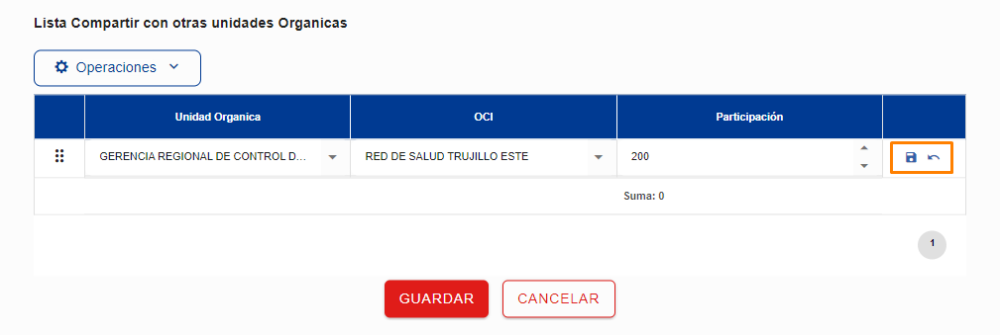 Lista Compartir con otras unidades Organicas
Operaciones
Unidad Organica OCI Participación
GERENCIA REGIONAL DE CONTROL D... RED DE SALUD TRUJILLO ESTE 200
Suma: 0
1
GUARDAR CANCELAR